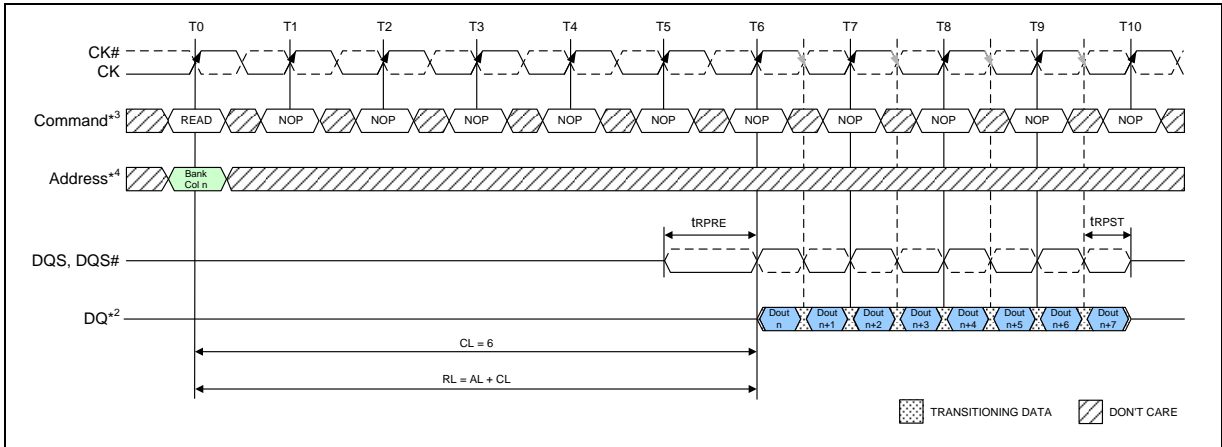 T0 T1 T2 T3 T4 T5 T6 T7 T8 T9 T10
CK#
CK
Command*3 READ NOP NOP NOP NOP NOP NOP NOP NOP NOP NOP
Address*4 Bank Col n
tRPRE tRPST
DQS, DQS#
DQ*2 Dout n Dout n+1 Dout n+2 Dout n+3 Dout n+4 Dout n+5 Dout n+6 Dout n+7
CL = 6
RL = AL + CL
TRANSITIONING DATA DON'T CARE